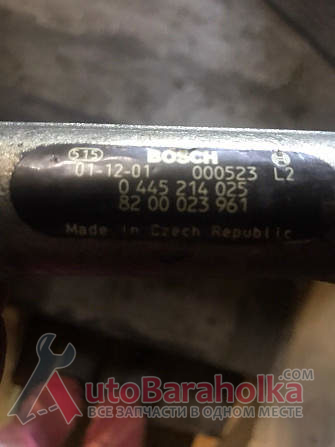 515 BOSCH
01-12-01 000523 L2
0 445 214 025
82 00 023 961
Made in Czech Republic
AutoBaraholka.com
ВСЕ ЗАПЧАСТИ В ОДНОМ МЕСТЕ